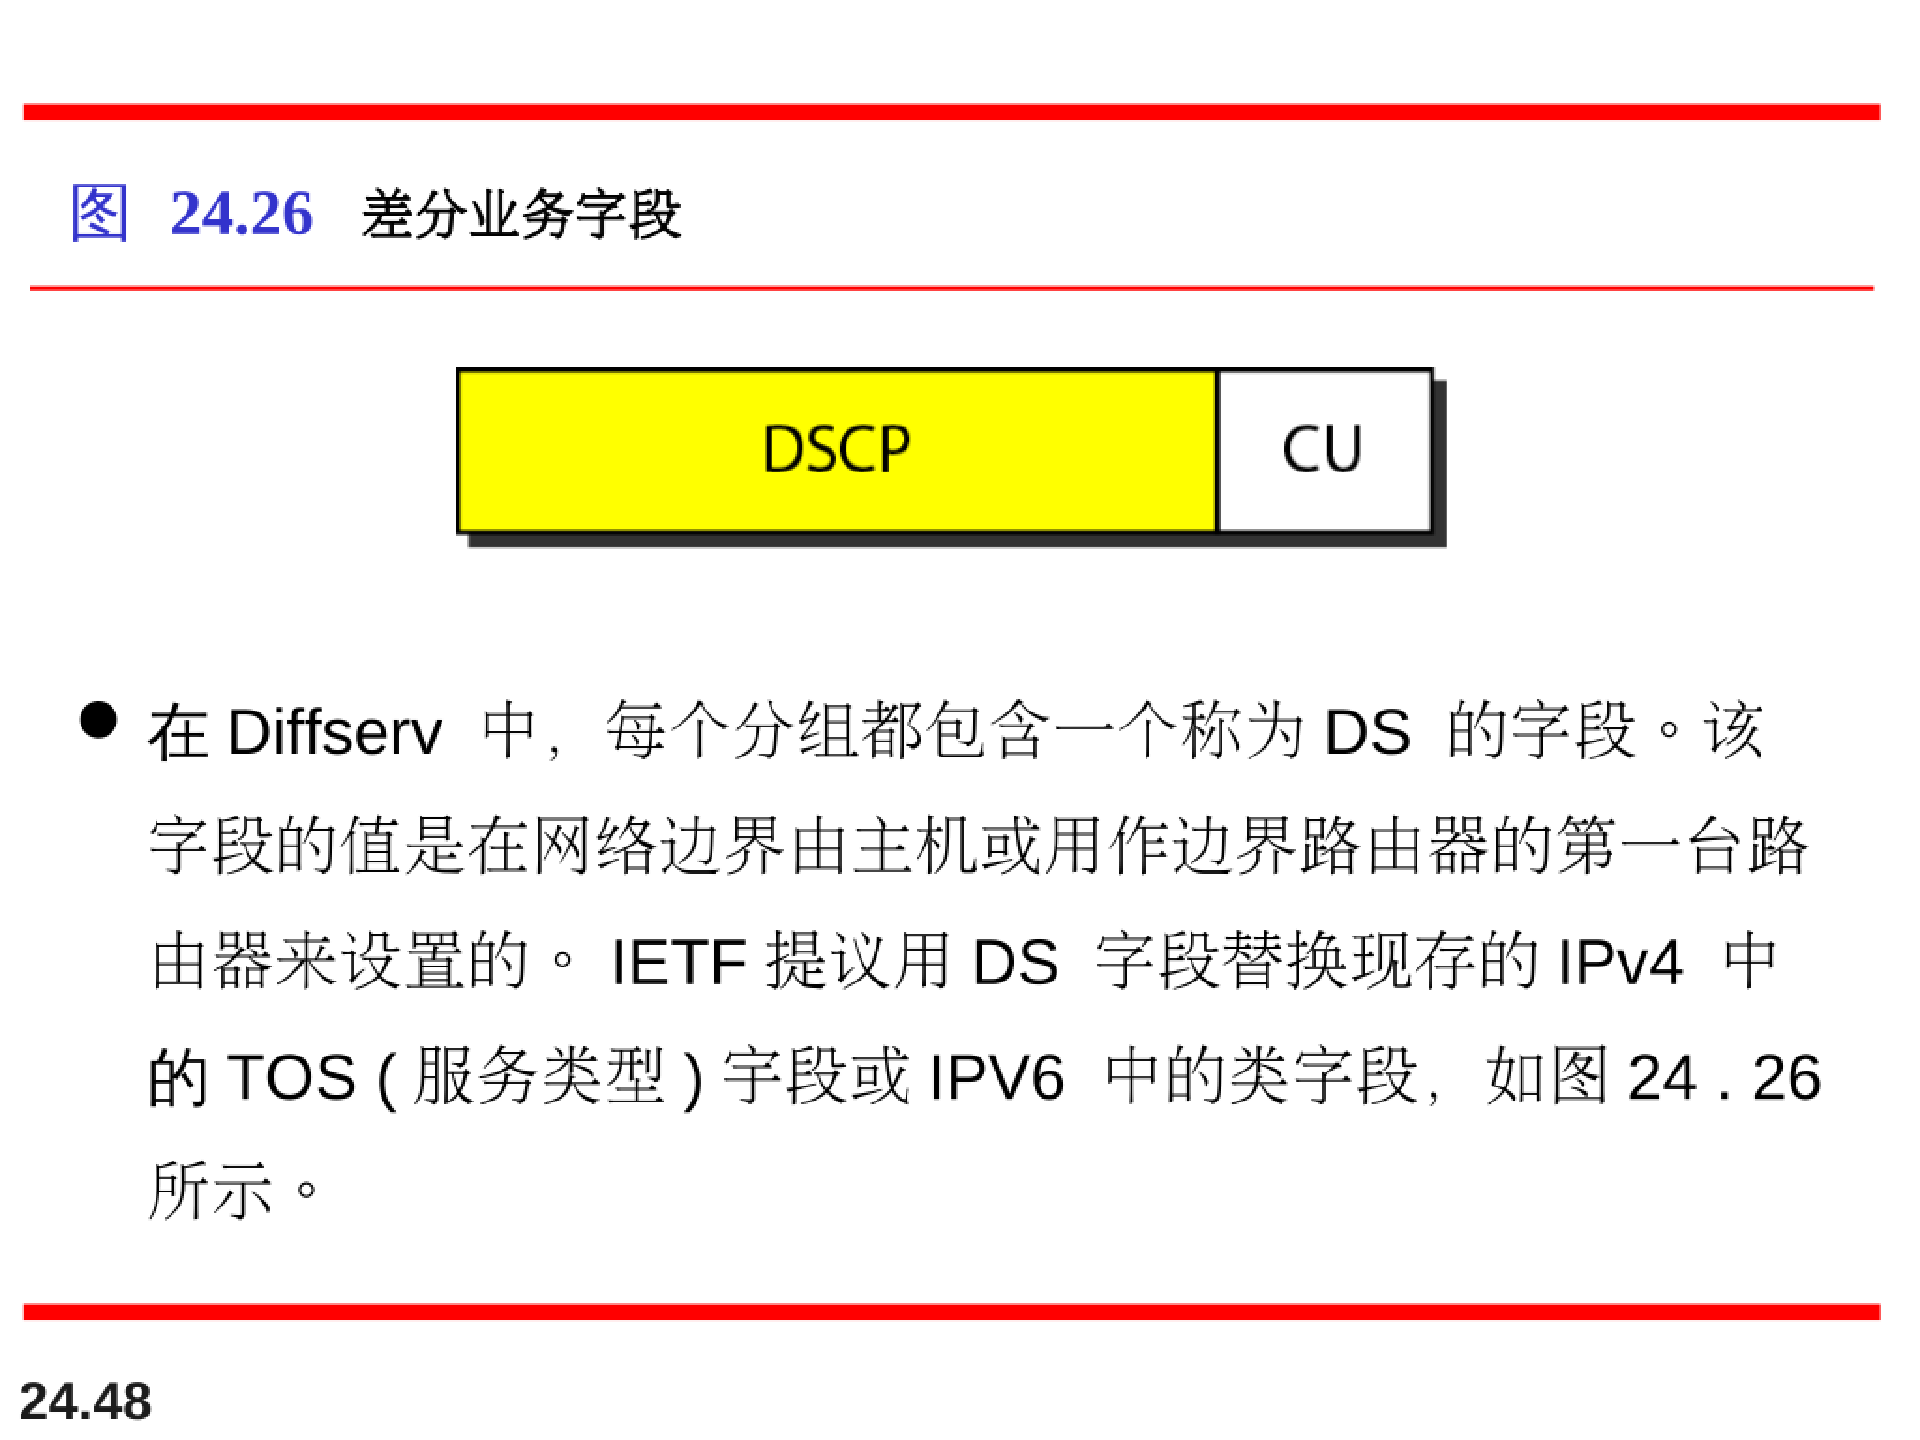 图 24.26 差分业务字段
DSCP CU
在 Diffserv 中，每个分组都包含一个称为 DS 的字段。该
字段的值是在网络边界由主机或用作边界路由器的第一台路
由器来设置的。IETF 提议用 DS 字段替换现存的 IPv4 中
的 TOS ( 服务类型 ) 宇段或 IPV6 中的类字段，如图 24 . 26
所示。
24.48